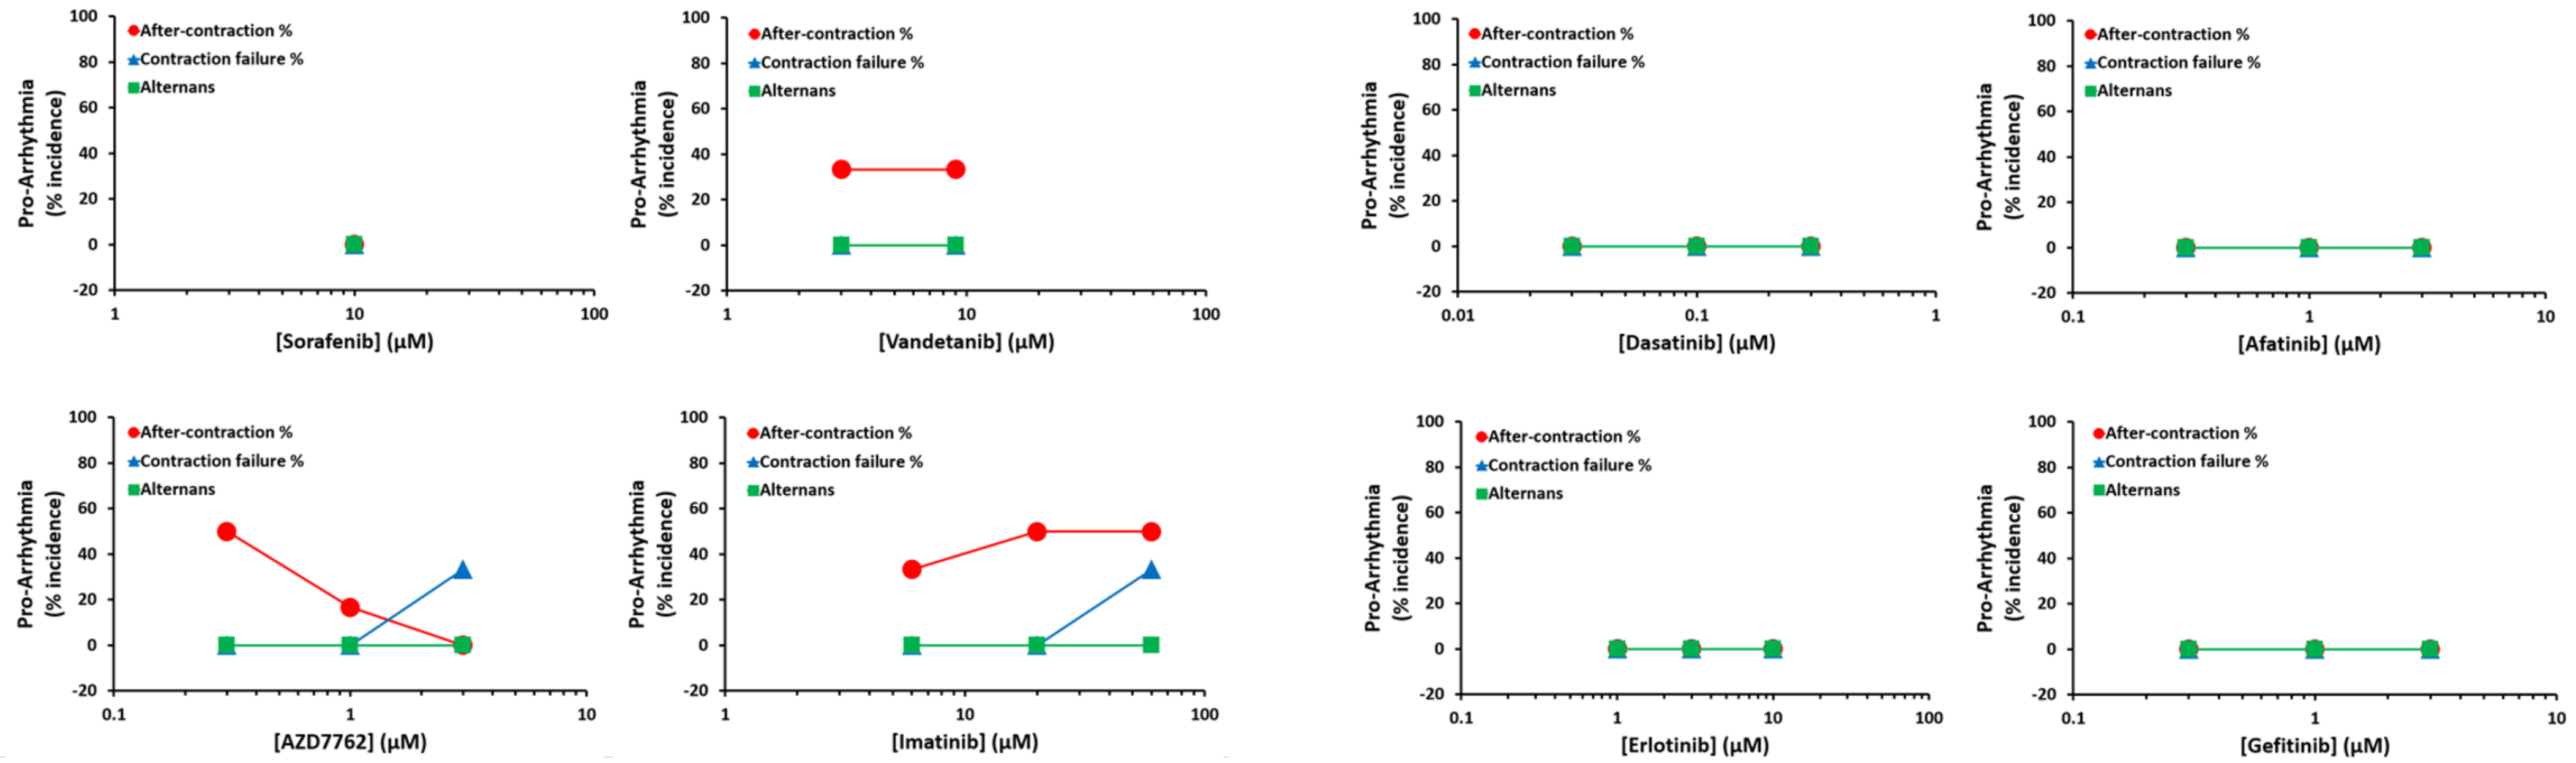 100
80
60
40
20
0
-20
Pro-Arrhythmia
(% incidence)
After-contraction %
Contraction failure %
Alternans
1
10
100
[Sorafenib] (µM)
100
80
60
40
20
0
-20
Pro-Arrhythmia
(% incidence)
After-contraction %
Contraction failure %
Alternans
1
10
100
[Vandetanib] (µM)
100
80
60
40
20
0
-20
Pro-Arrhythmia
(% incidence)
After-contraction %
Contraction failure %
Alternans
0.01
0.1
1
[Dasatinib] (µM)
100
80
60
40
20
0
-20
Pro-Arrhythmia
(% incidence)
After-contraction %
Contraction failure %
Alternans
0.1
1
10
[Afatinib] (µM)
100
80
60
40
20
0
-20
Pro-Arrhythmia
(% incidence)
After-contraction %
Contraction failure %
Alternans
0.1
1
10
[AZD7762] (µM)
100
80
60
40
20
0
-20
Pro-Arrhythmia
(% incidence)
After-contraction %
Contraction failure %
Alternans
1
10
100
[Imatinib] (µM)
100
80
60
40
20
0
-20
Pro-Arrhythmia
(% incidence)
After-contraction %
Contraction failure %
Alternans
0.1
1
10
100
[Erlotinib] (µM)
100
80
60
40
20
0
-20
Pro-Arrhythmia
(% incidence)
After-contraction %
Contraction failure %
Alternans
0.1
1
10
[Gefitinib] (µM)